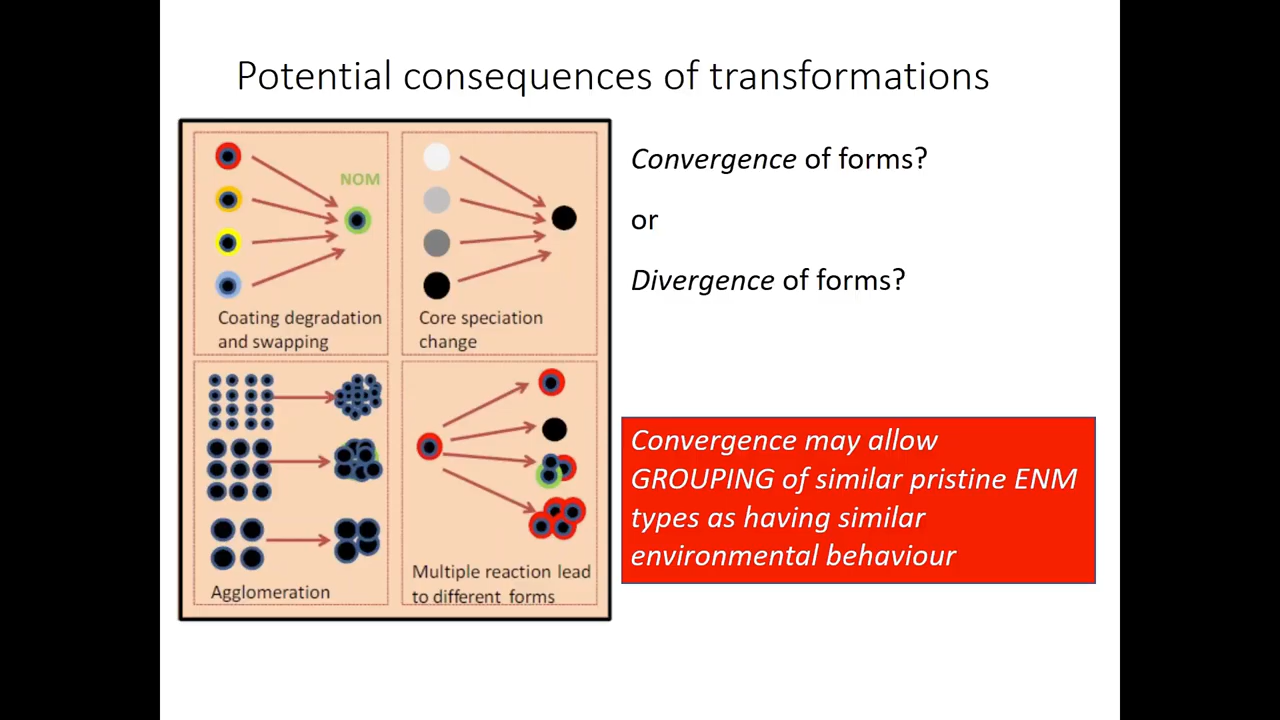 Potential consequences of transformations
NOM
Coating degradation
and swapping
Core speciation
change
Agglomeration
Multiple reaction lead
to different forms
Convergence of forms?
or
Divergence of forms?
Convergence may allow
GROUPING of similar pristine ENM
types as having similar
environmental behaviour